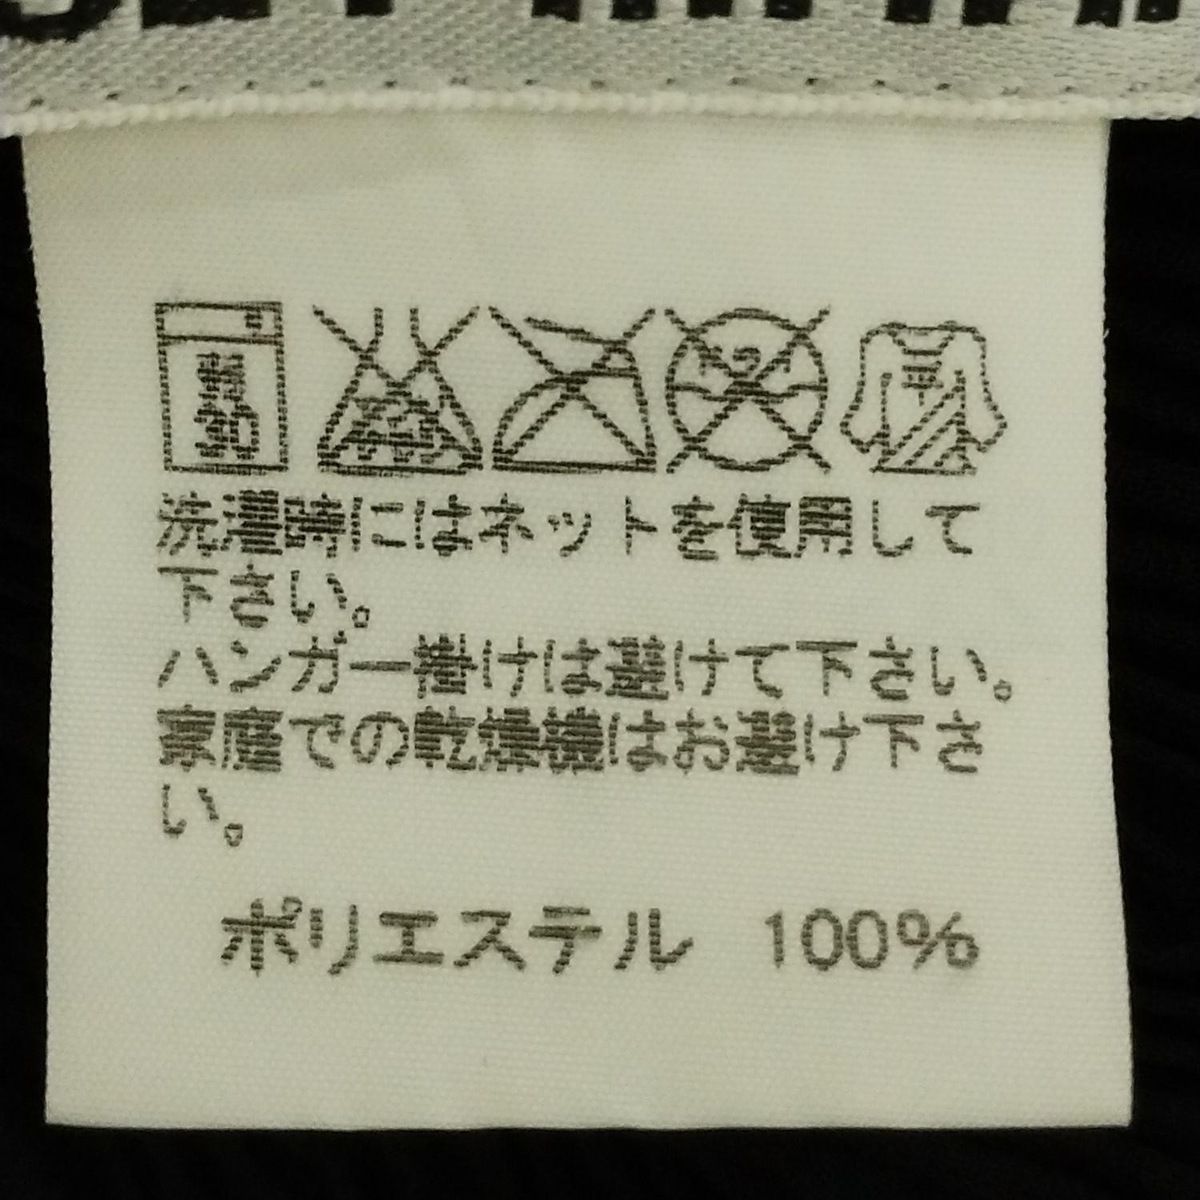 洗濯時にはネットを使用して
下さい。
ハンガー掛けは避けて下さい。
家庭での乾燥機はお避け下さ
い。
ポリエステル 100%